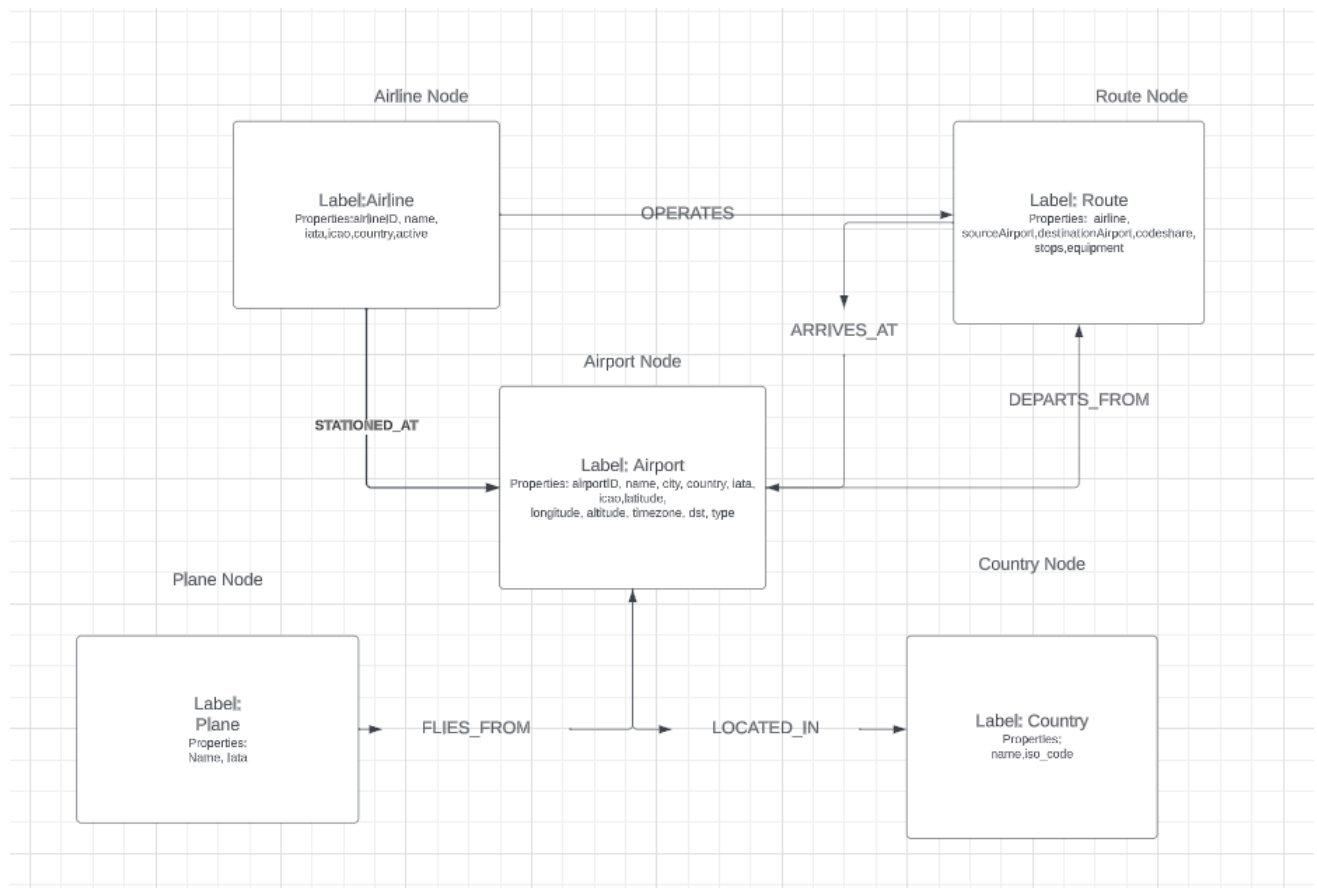 Airline Node
Route Node
Label:Airline
Properties:airlineID, name,
iata,icao,country,active
OPERATES
Label: Route
Properties: airline,
sourceAirport,destinationAirport,codeshare,
stops,equipment
ARRIVES_AT
Airport Node
DEPARTS_FROM
STATIONED_AT
Label: Airport
Properties: airportID, name, city, country, iata,
icao,latitude,
longitude, altitude, timezone, dst, type
Plane Node
Country Node
Label:
Plane
Properties:
Name, Iata
FLIES_FROM
LOCATED_IN
Label: Country
Properties;
name,iso_code